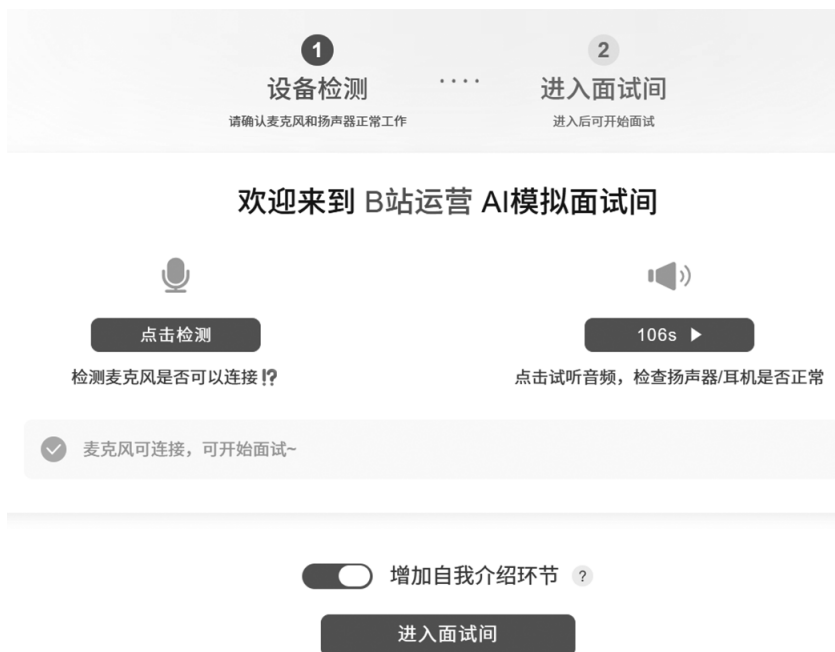 1
2
设备检测
····
进入面试间
请确认麦克风和扬声器正常工作
进入后可开始面试
欢迎来到 B站运营 AI模拟面试间
点击检测
106s
检测麦克风是否可以连接⁉
点击试听音频，检查扬声器/耳机是否正常
麦克风可连接，可开始面试~
增加自我介绍环节 ?
进入面试间